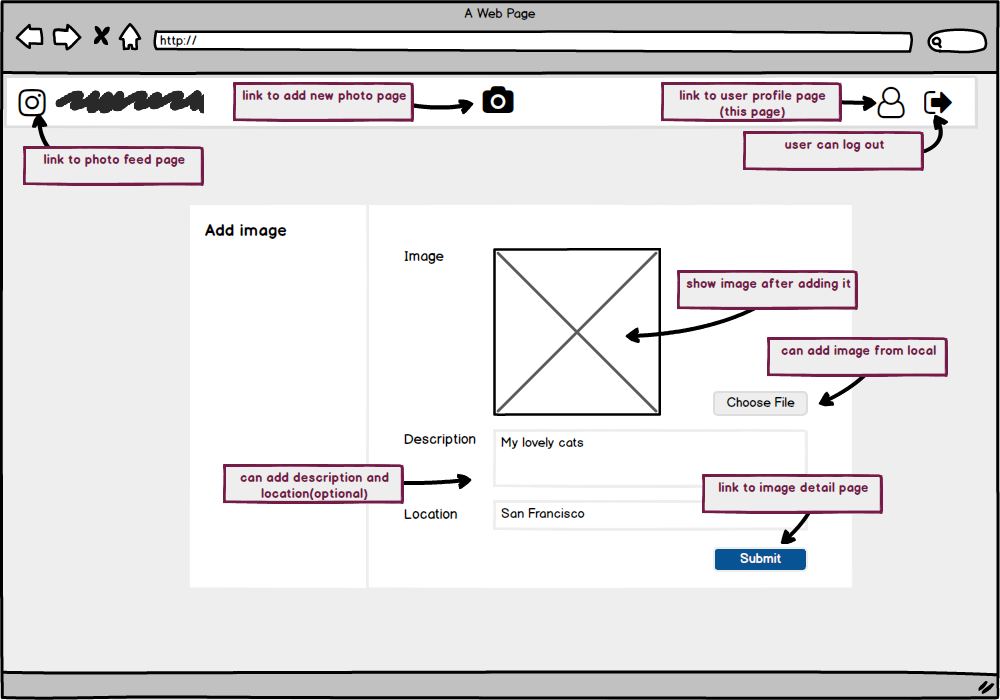 A Web Page
http://
link to add new photo page
link to user profile page
(this page)
user can log out
link to photo feed page
Add image
Image
show image after adding it
can add image from local
Choose File
Description
My lovely cats
can add description and
location(optional)
link to image detail page
Location
San Francisco
Submit